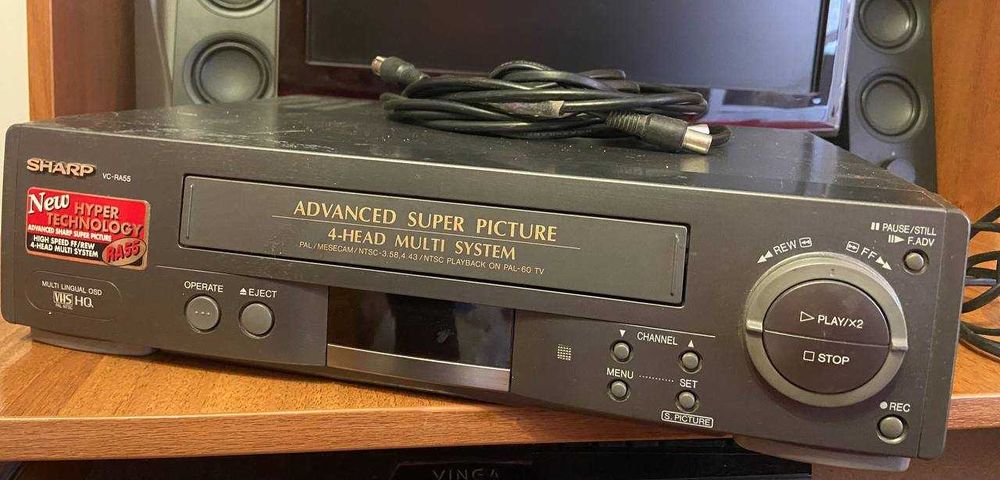 SHARP VC-RA55
New HYPER
TECHNOLOGY
ADVANCED SHARP SUPER PICTURE
HIGH SPEED FF/REW
4-HEAD MULTI SYSTEM
RA55
MULTI LINGUAL OSD
VHS HQ
OPERATE
EJECT
ADVANCED SUPER PICTURE
4-HEAD MULTI SYSTEM
PAL/MESECAM/NTSC-3.58,4.43/NTSC PLAYBACK ON PAL-60 TV
CHANNEL
MENU
SET
S. PICTURE
PAUSE/STILL
F.ADV
REW
FF
PLAY/X2
STOP
REC
VINGA